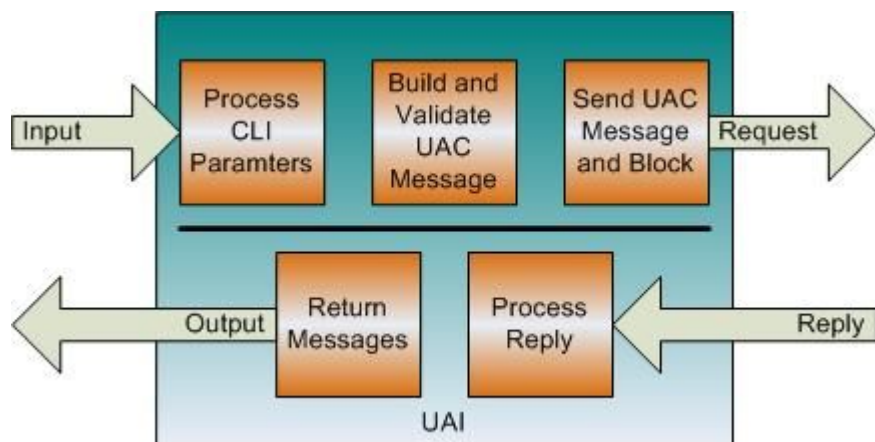 Input
Process
CLI
Paramters
Build and
Validate
UAC
Message
Send UAC
Message
and Block
Request
Output
Return
Messages
Process
Reply
Reply
UAI